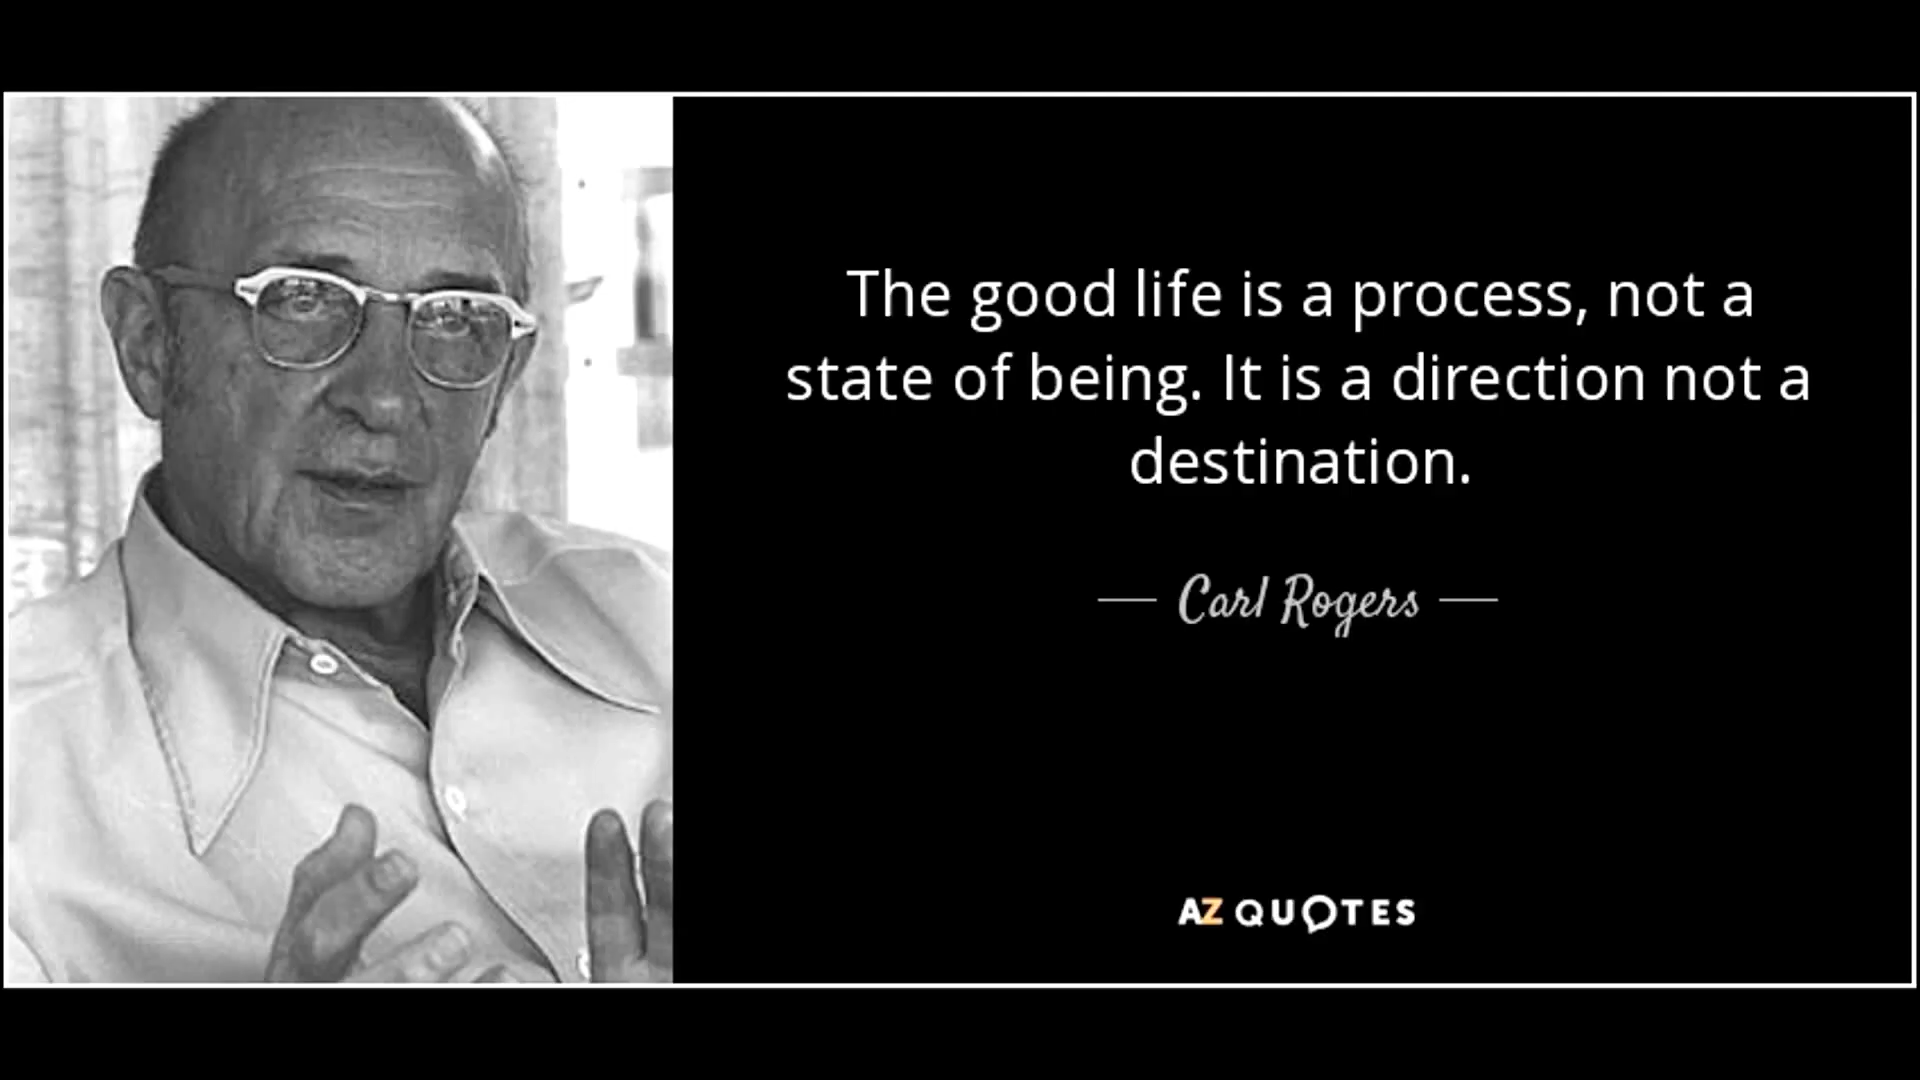 The good life is a process, not a
state of being. It is a direction not a
destination.
Carl Rogers
AZ QUOTES